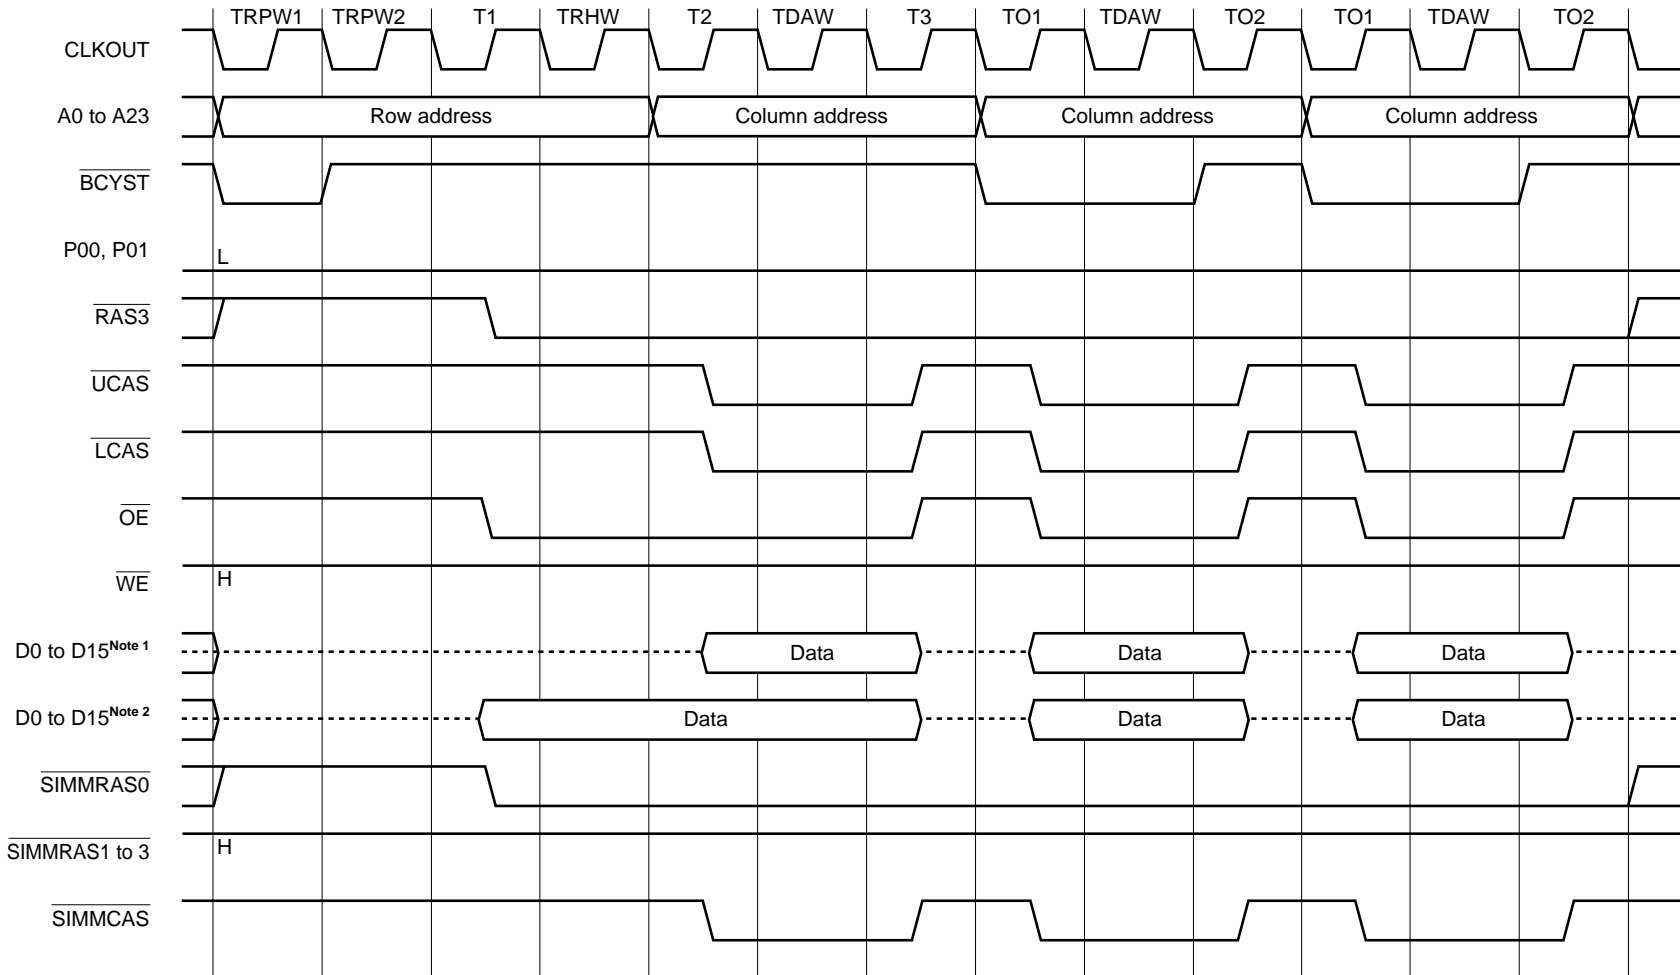 TRPW1 TRPW2 T1 TRHW T2 TDAW T3 TO1 TDAW TO2 TO1 TDAW TO2
CLKOUT
A0 to A23 Row address Column address Column address Column address
BCYST
P00, P01 L
RAS3
UCAS
LCAS
OE
WE H
D0 to D15Note 1 Data Data Data
D0 to D15Note 2 Data Data Data
SIMMRAS0
SIMMRAS1 to 3 H
SIMMCAS